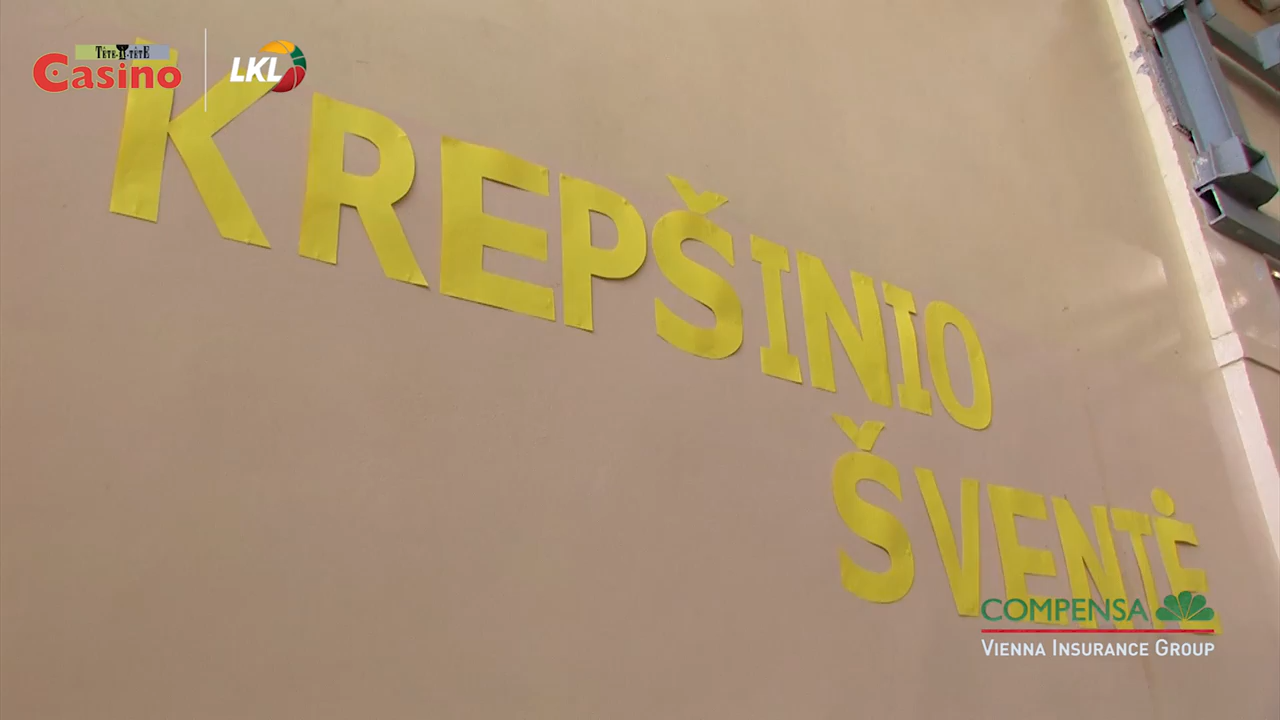 TÊTE-À-TÊTE
Casino
LKL
KREPŠINIO
ŠVENTĖ
COMPENSA
VIENNA INSURANCE GROUP